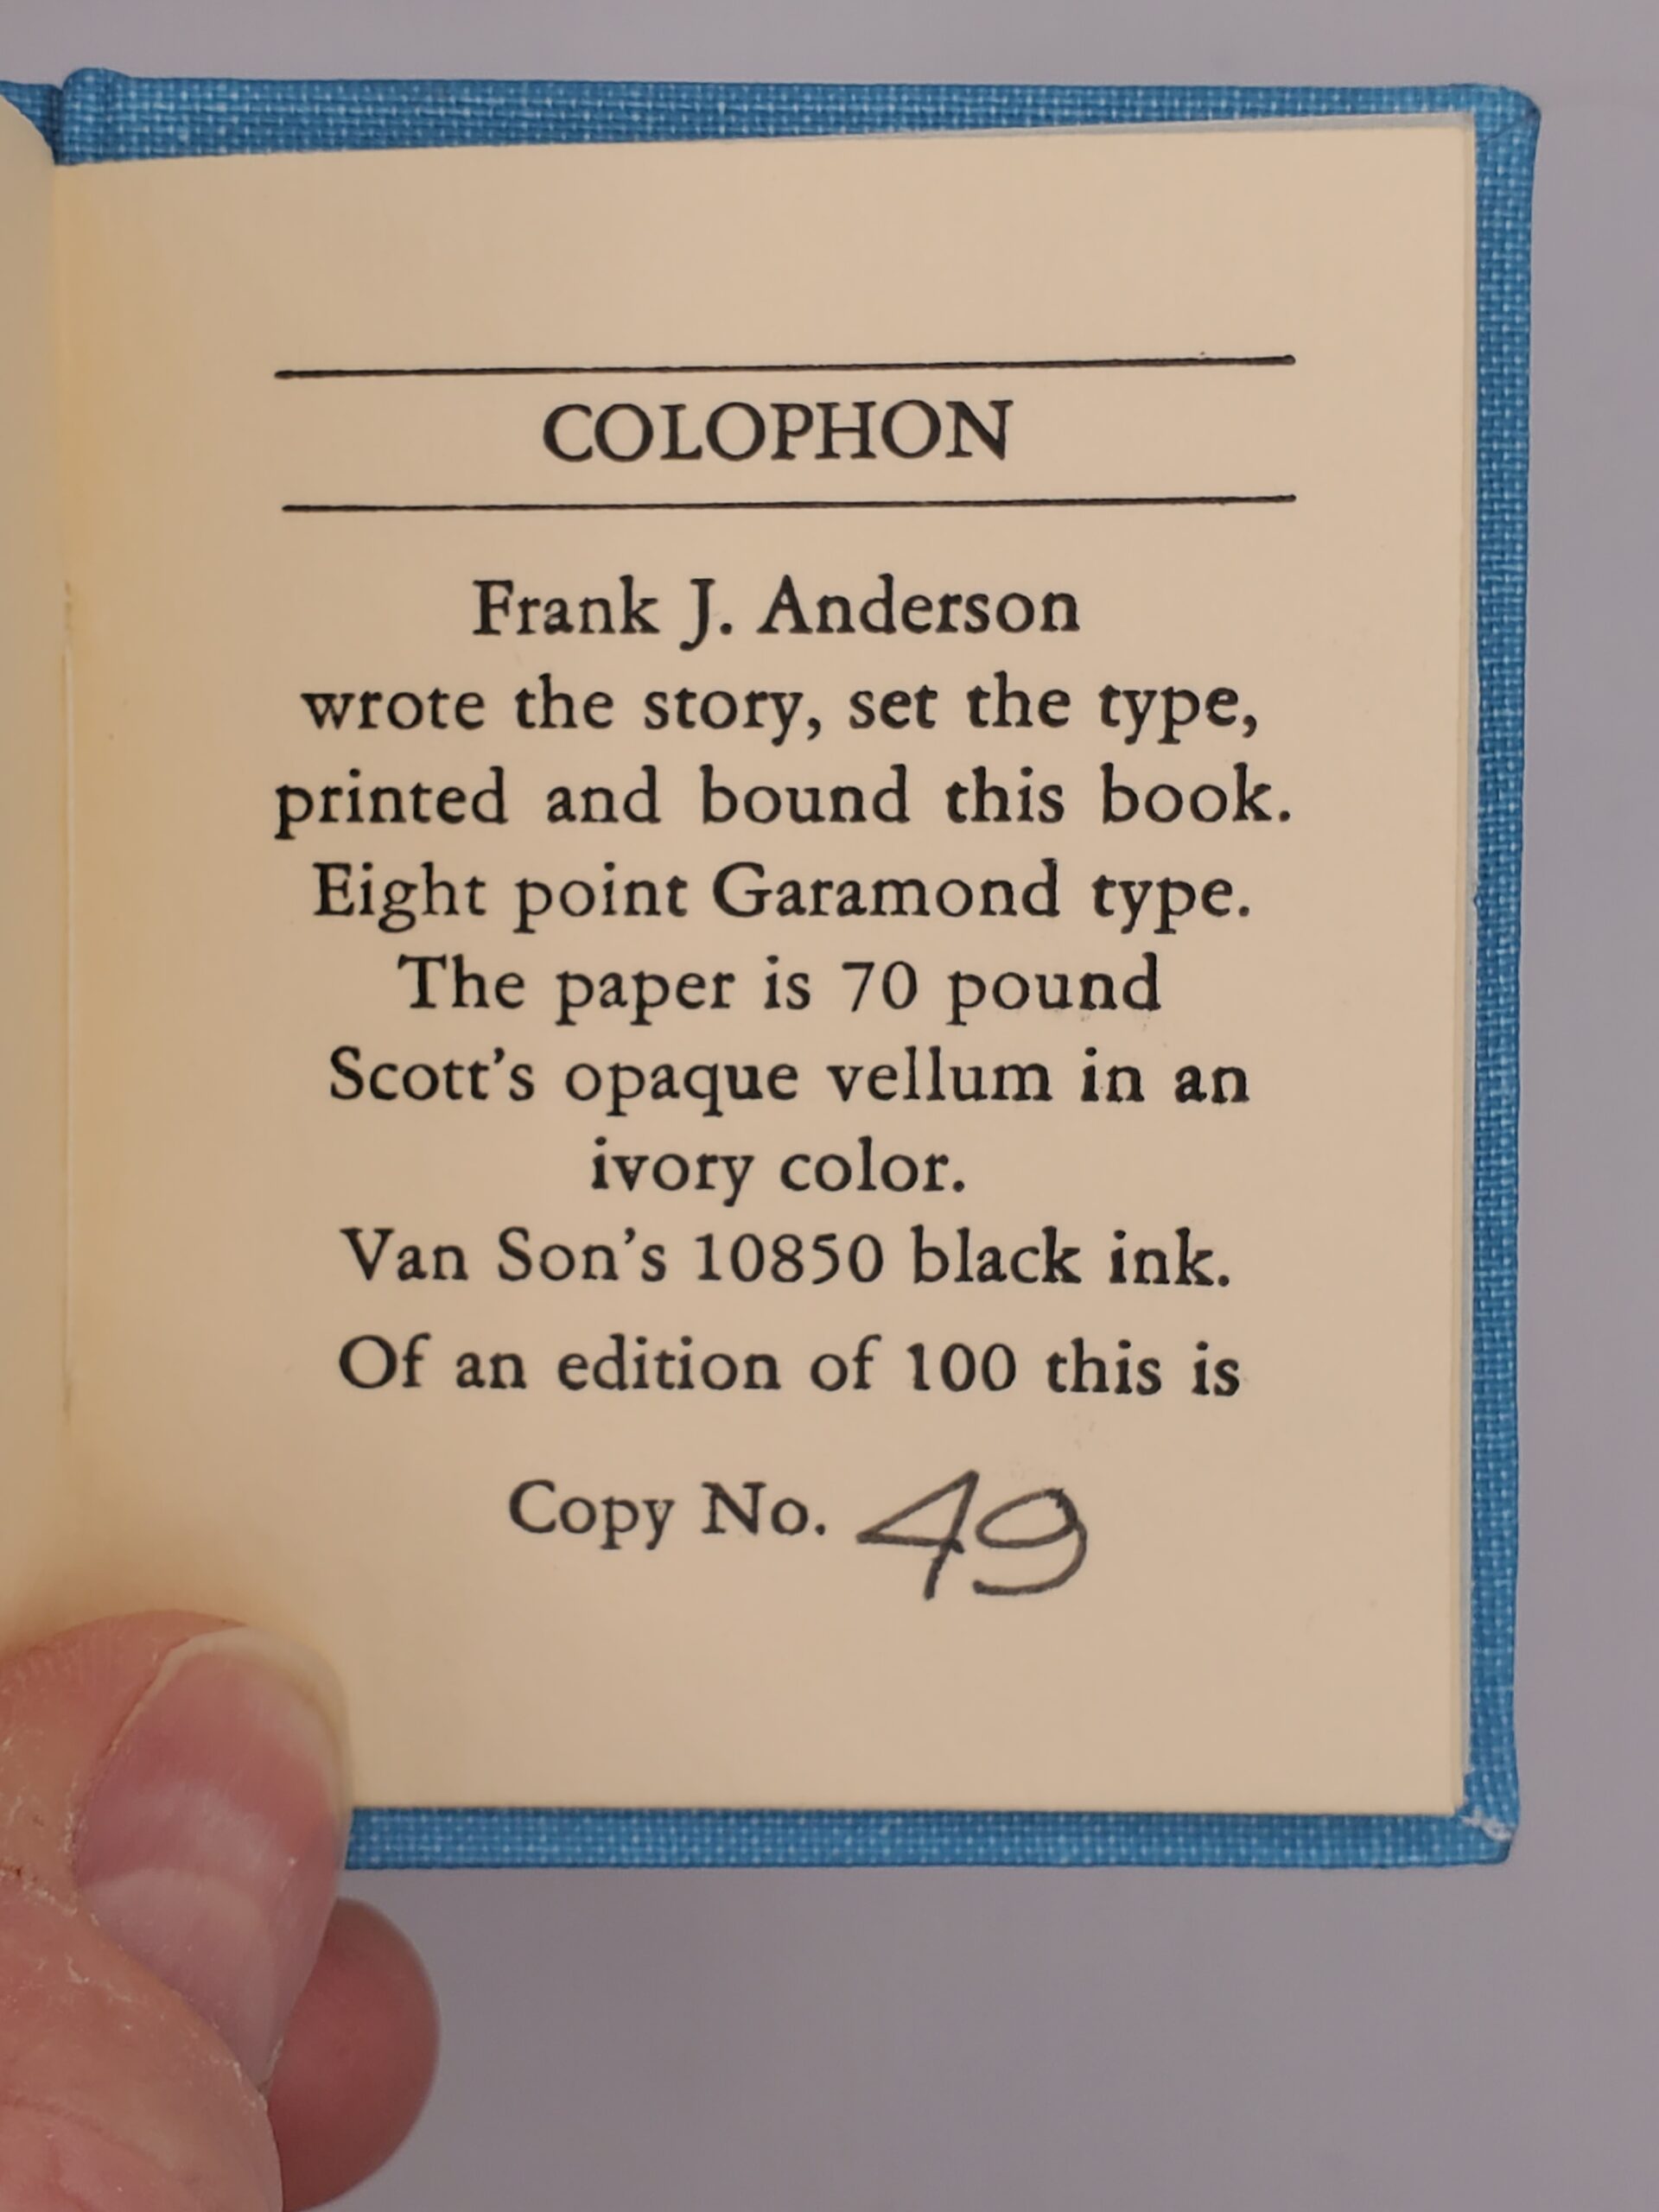 COLOPHON
Frank J. Anderson
wrote the story, set the type,
printed and bound this book.
Eight point Garamond type.
The paper is 70 pound
Scott's opaque vellum in an
ivory color.
Van Son's 10850 black ink.
Of an edition of 100 this is
Copy No. 49